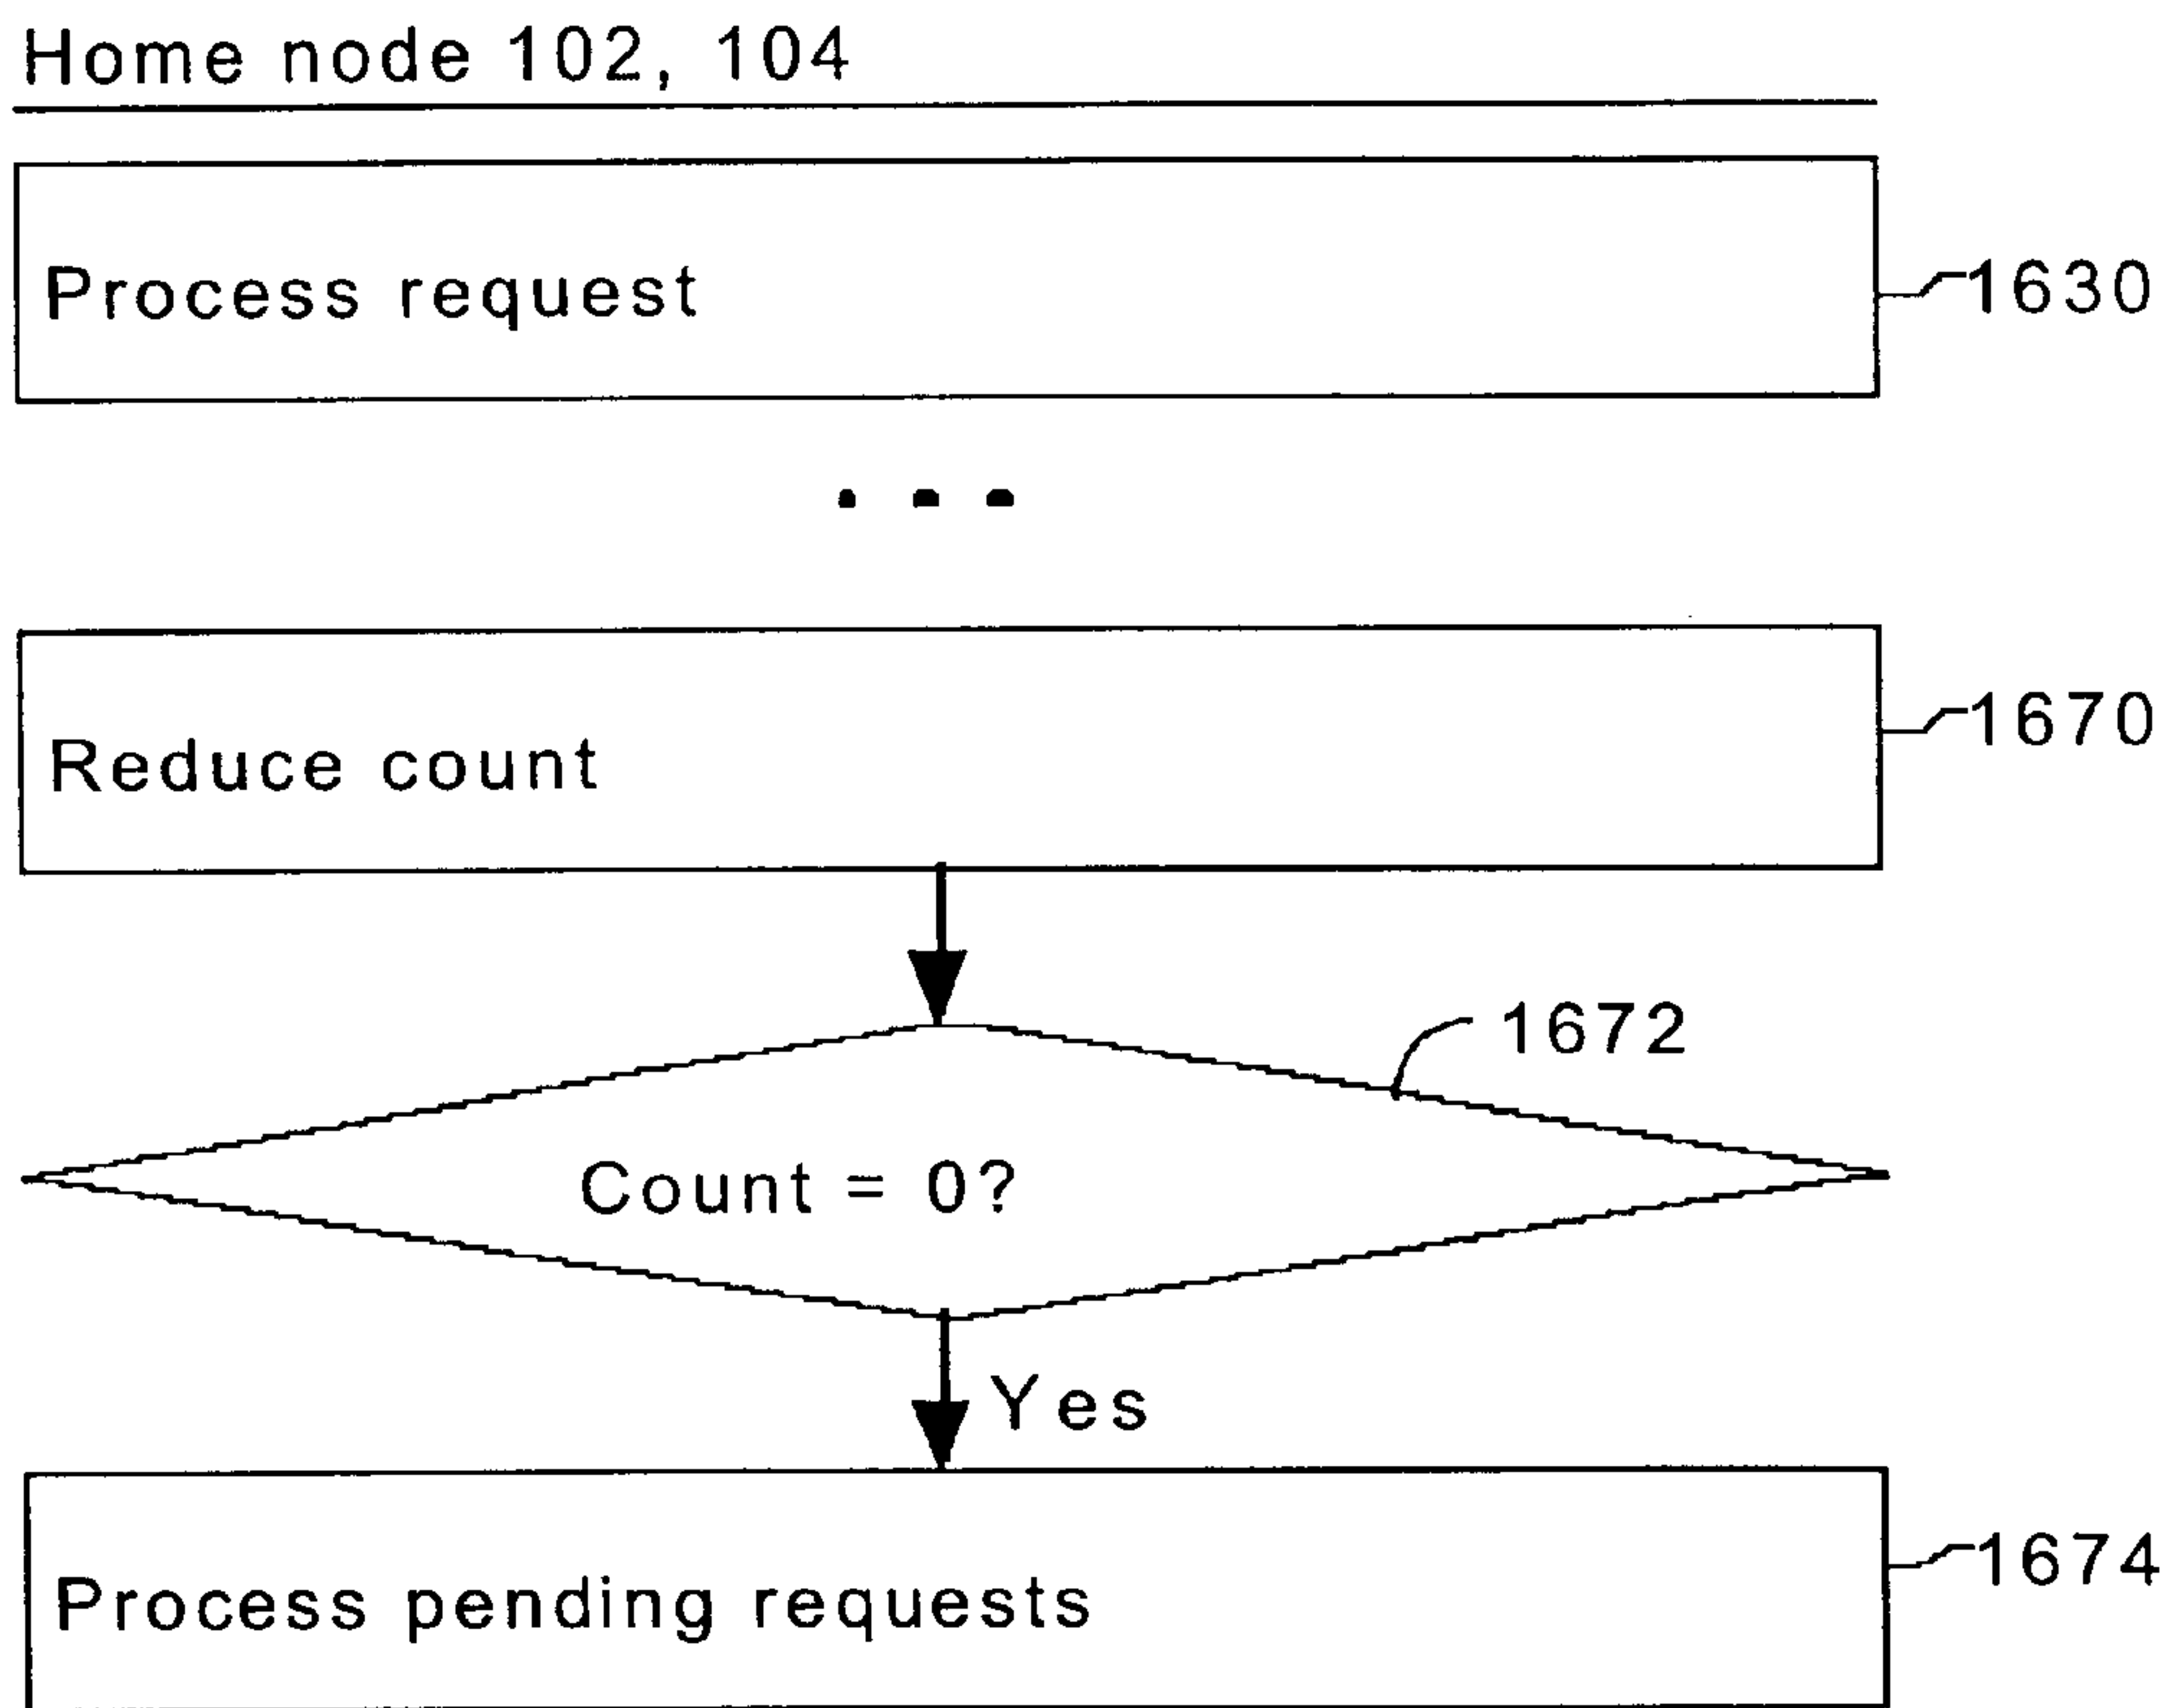 Home node 102, 104
Process request
1630
...
Reduce count
1670
1672
Count = 0?
Yes
Process pending requests
1674